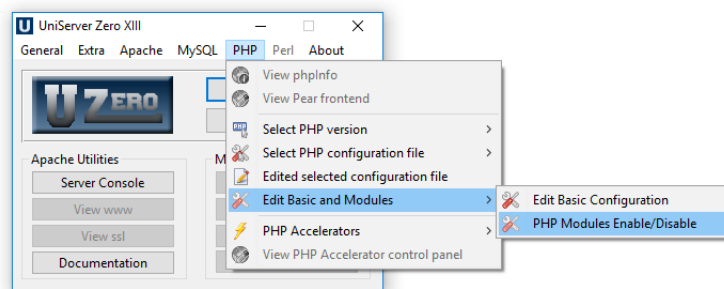 UniServer Zero XIII
General Extra Apache MySQL PHP Perl About
U ZERO
View phpInfo
View Pear frontend
Select PHP version
Select PHP configuration file
Edited selected configuration file
Edit Basic and Modules
PHP Accelerators
View PHP Accelerator control panel
Edit Basic Configuration
PHP Modules Enable/Disable
Apache Utilities
M
Server Console
View www
View ssl
Documentation